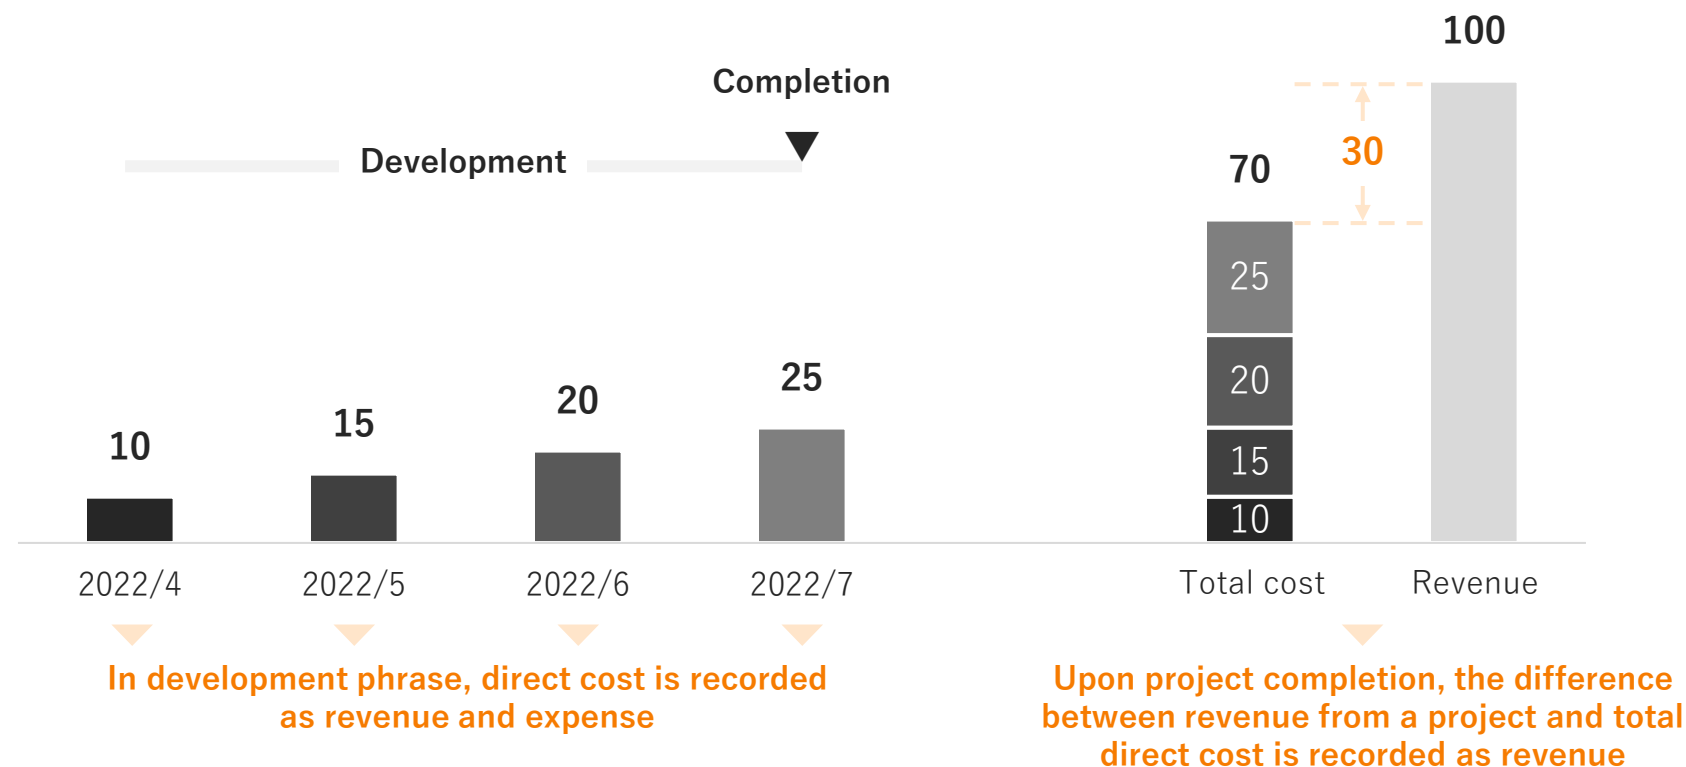 100
Completion
30
Development
70
25
20
25
20
15
15
10
10
2022/4 2022/5 2022/6 2022/7 Total cost Revenue
In development phrase, direct cost is recorded
as revenue and expense
Upon project completion, the difference
between revenue from a project and total
direct cost is recorded as revenue